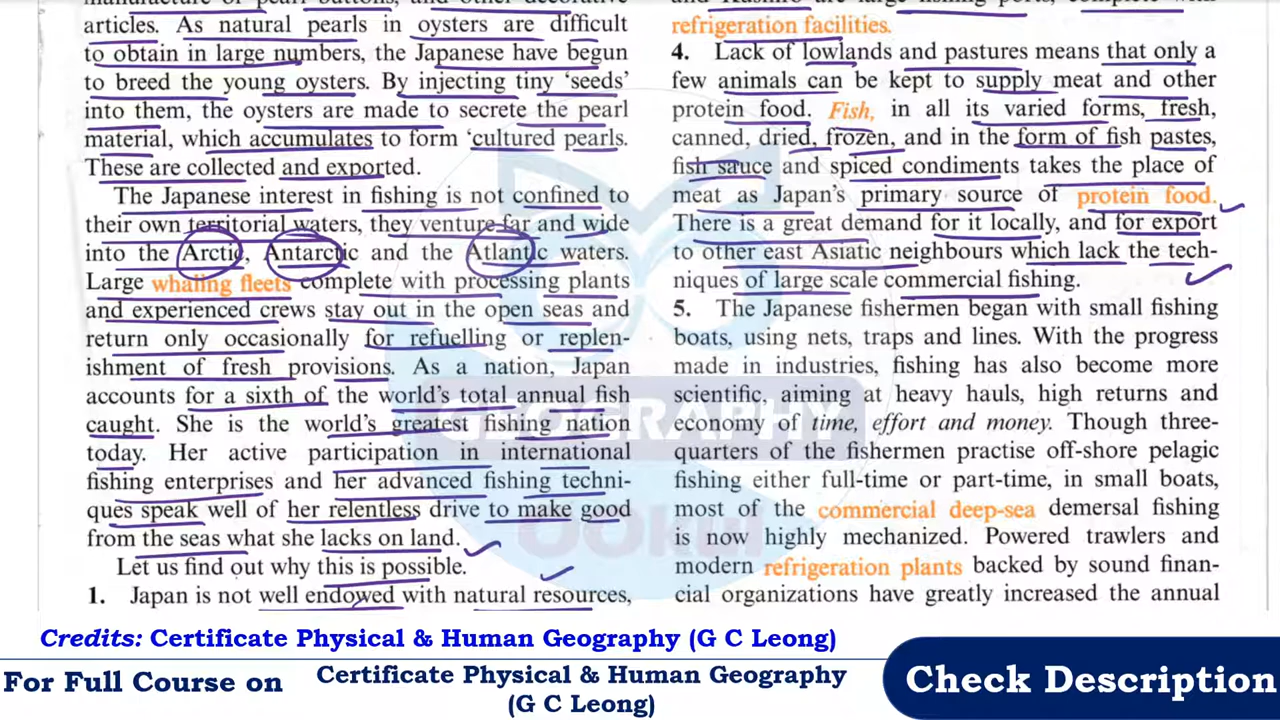 manufacture of pearl buttons, and other decorative
articles. As natural pearls in oysters are difficult
to obtain in large numbers, the Japanese have begun
to breed the young oysters. By injecting tiny ‘seeds’
into them, the oysters are made to secrete the pearl
material, which accumulates to form ‘cultured pearls.
These are collected and exported.
The Japanese interest in fishing is not confined to
their own territorial waters, they venture far and wide
into the Arctic, Antarctic and the Atlantic waters.
Large whaling fleets complete with processing plants
and experienced crews stay out in the open seas and
return only occasionally for refuelling or replen-
ishment of fresh provisions. As a nation, Japan
accounts for a sixth of the world’s total annual fish
caught. She is the world’s greatest fishing nation
today. Her active participation in international
fishing enterprises and her advanced fishing techni-
ques speak well of her relentless drive to make good
from the seas what she lacks on land.
Let us find out why this is possible.
1. Japan is not well endowed with natural resources,
are large fishing ports, complete with
refrigeration facilities.
4. Lack of lowlands and pastures means that only a
few animals can be kept to supply meat and other
protein food. Fish, in all its varied forms, fresh,
canned, dried, frozen, and in the form of fish pastes,
fish sauce and spiced condiments takes the place of
meat as Japan’s primary source of protein food.
There is a great demand for it locally, and for export
to other east Asiatic neighbours which lack the tech-
niques of large scale commercial fishing.
5. The Japanese fishermen began with small fishing
boats, using nets, traps and lines. With the progress
made in industries, fishing has also become more
scientific, aiming at heavy hauls, high returns and
economy of time, effort and money. Though three-
quarters of the fishermen practise off-shore pelagic
fishing either full-time or part-time, in small boats,
most of the commercial deep-sea demersal fishing
is now highly mechanized. Powered trawlers and
modern refrigeration plants backed by sound finan-
cial organizations have greatly increased the annual
GEOGRAPHY
Credits: Certificate Physical & Human Geography (G C Leong)
For Full Course on
Certificate Physical & Human Geography
(G C Leong)
Check Description